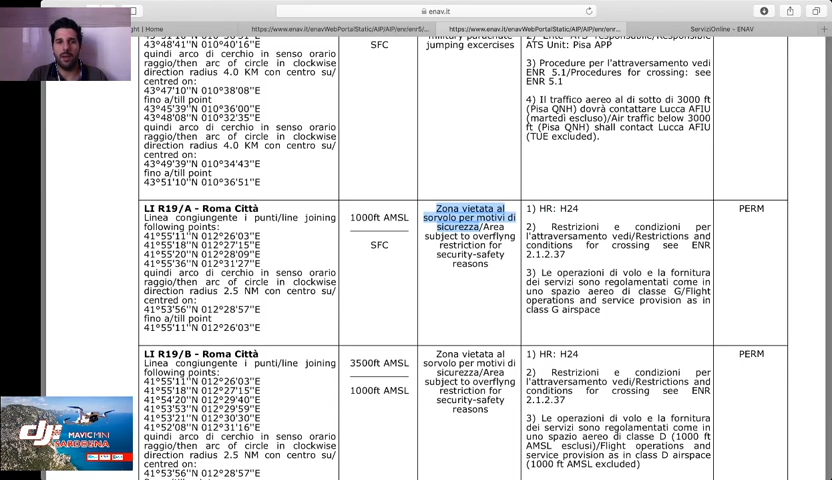 enav.it
ght | Home
https://www.enav.it/enavWebPortalStatic/AIP/AIP/enr/enr5/...
https://www.enav.it/enavWebPortalStatic/AIP/AIP/enr/enr...
ServiziOnline - ENAV
43°48'41''N 010°40'16''E
quindi arco di cerchio in senso orario
raggio/then arc of circle in clockwise
direction radius 4.0 KM con centro su/
centred on:
43°47'10''N 010°38'08''E
fino a/till point
43°45'39''N 010°36'00''E
43°48'08''N 010°32'35''E
quindi arco di cerchio in senso orario
raggio/then arc of circle in clockwise
direction radius 4.0 KM con centro su/
centred on:
43°49'39''N 010°34'43''E
fino a/till point
43°51'10''N 010°36'51''E
SFC
military parachute
jumping excercises
ATS Unit: Pisa APP
3) Procedure per l'attraversamento vedi
ENR 5.1/Procedures for crossing: see
ENR 5.1
4) Il traffico aereo al di sotto di 3000 ft
(Pisa QNH) dovrà contattare Lucca AFIU
(martedì escluso)/Air traffic below 3000
ft (Pisa QNH) shall contact Lucca AFIU
(TUE excluded).
LI R19/A - Roma Città
Linea congiungente i punti/line joining
following points:
41°55'11''N 012°26'03''E
41°55'18''N 012°27'15''E
41°55'20''N 012°28'09''E
41°55'36''N 012°31'27''E
quindi arco di cerchio in senso orario
raggio/then arc of circle in clockwise
direction radius 2.5 NM con centro su/
centred on:
41°53'56''N 012°28'57''E
fino a/till point
41°55'11''N 012°26'03''E
1000ft AMSL
SFC
Zona vietata al
sorvolo per motivi di
sicurezza/Area
subject to overflyng
restriction for
security-safety
reasons
1) HR: H24
2) Restrizioni e condizioni per
l'attraversamento vedi/Restrictions and
conditions for crossing see ENR
2.1.2.37
3) Le operazioni di volo e la fornitura
dei servizi sono regolamentati come in
uno spazio aereo di classe G/Flight
operations and service provision as in
class G airspace
PERM
LI R19/B - Roma Città
Linea congiungente i punti/line joining
following points:
41°55'11''N 012°26'03''E
41°55'18''N 012°27'15''E
41°54'20''N 012°29'40''E
41°53'53''N 012°29'59''E
41°53'21''N 012°30'30''E
41°52'08''N 012°31'16''E
quindi arco di cerchio in senso orario
raggio/then arc of circle in clockwise
direction radius 2.5 NM con centro su/
centred on:
41°53'56''N 012°28'57''E
3500ft AMSL
1000ft AMSL
Zona vietata al
sorvolo per motivi di
sicurezza/Area
subject to overflyng
restriction for
security-safety
reasons
1) HR: H24
2) Restrizioni e condizioni per
l'attraversamento vedi/Restrictions and
conditions for crossing see ENR
2.1.2.37
3) Le operazioni di volo e la fornitura
dei servizi sono regolamentati come in
uno spazio aereo di classe D (1000 ft
AMSL esclusi)/Flight operations and
service provision as in class D airspace
(1000 ft AMSL excluded)
PERM
dji
MAVIC MINI
SARDEGNA